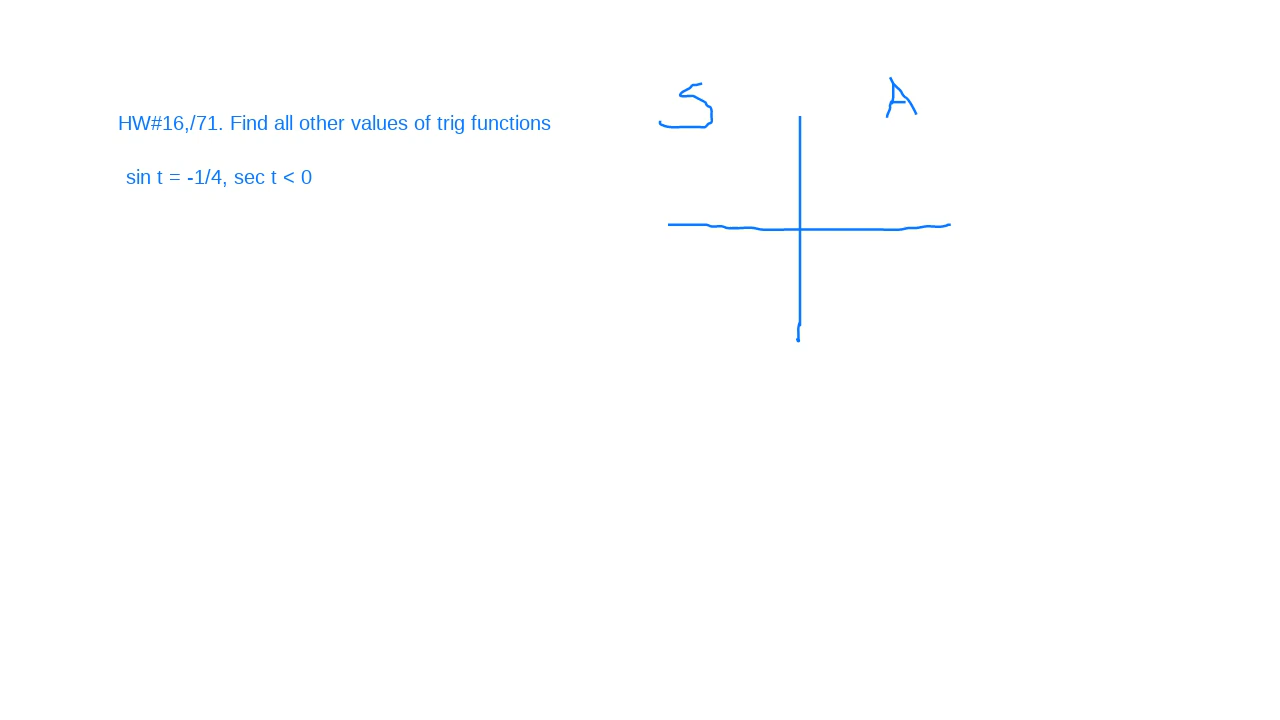 S A
HW#16,/71. Find all other values of trig functions
sin t = -1/4, sec t < 0